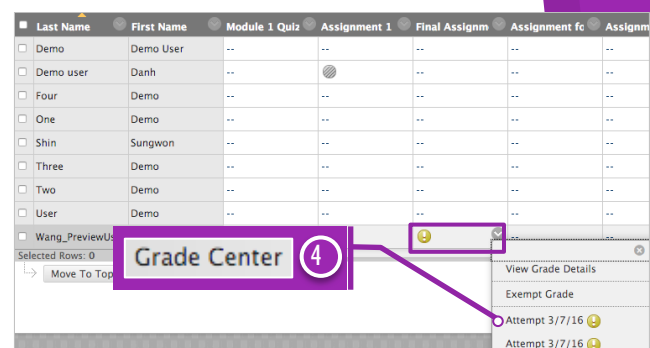 Last Name First Name Module 1 Quiz Assignment 1 Final Assignm Assignment fo Assignm
Demo Demo User -- -- -- -- --
Demo user Danh -- -- -- --
Four Demo -- -- -- -- --
One Demo -- -- -- -- --
Shin Sungwon -- -- -- -- --
Three Demo -- -- -- -- --
Two Demo -- -- -- -- --
User Demo -- -- -- -- --
Wang_PreviewUs -- --
Selected Rows: 0
Move To Top
Grade Center 4
View Grade Details
Exempt Grade
Attempt 3/7/16
Attempt 3/7/16